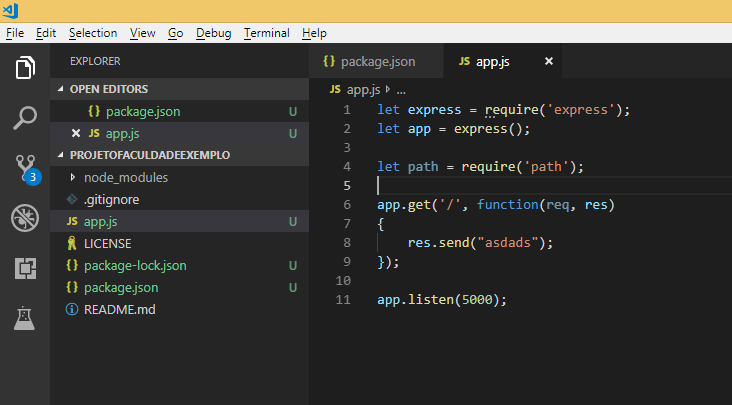 File Edit Selection View Go Debug Terminal Help
EXPLORER
OPEN EDITORS
{} package.json U
JS app.js U
PROJETOFACULDADEEXEMPLO
node_modules
.gitignore
JS app.js U
LICENSE
{} package-lock.json U
{} package.json U
README.md
3
{} package.json JS app.js
JS app.js ...
1 let express = require('express');
2 let app = express();
3
4 let path = require('path');
5
6 app.get('/', function(req, res)
7 {
8 res.send("asdads");
9 });
10
11 app.listen(5000);